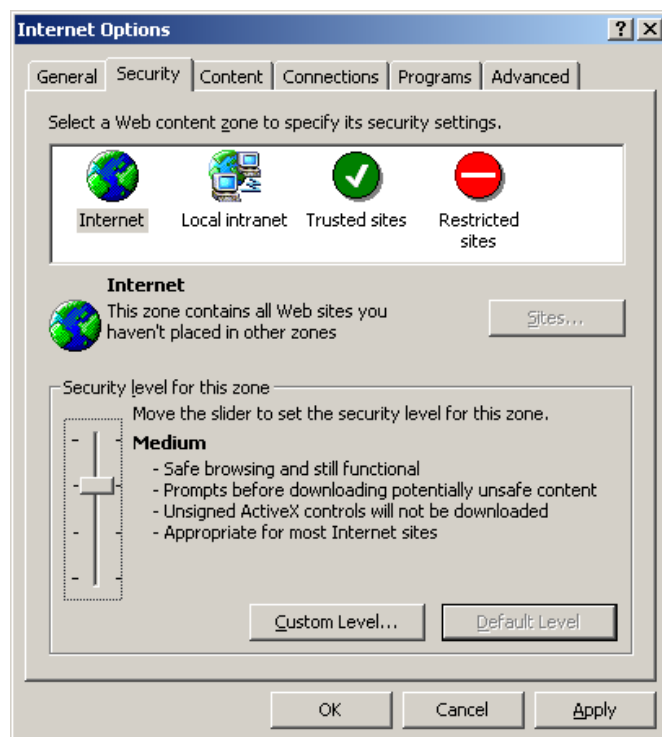 Internet Options
General Security Content Connections Programs Advanced
Select a Web content zone to specify its security settings.
Internet Local intranet Trusted sites Restricted
sites
Internet
This zone contains all Web sites you
haven't placed in other zones
Sites...
Security level for this zone
Move the slider to set the security level for this zone.
Medium
- Safe browsing and still functional
- Prompts before downloading potentially unsafe content
- Unsigned ActiveX controls will not be downloaded
- Appropriate for most Internet sites
Custom Level... Default Level
OK Cancel Apply